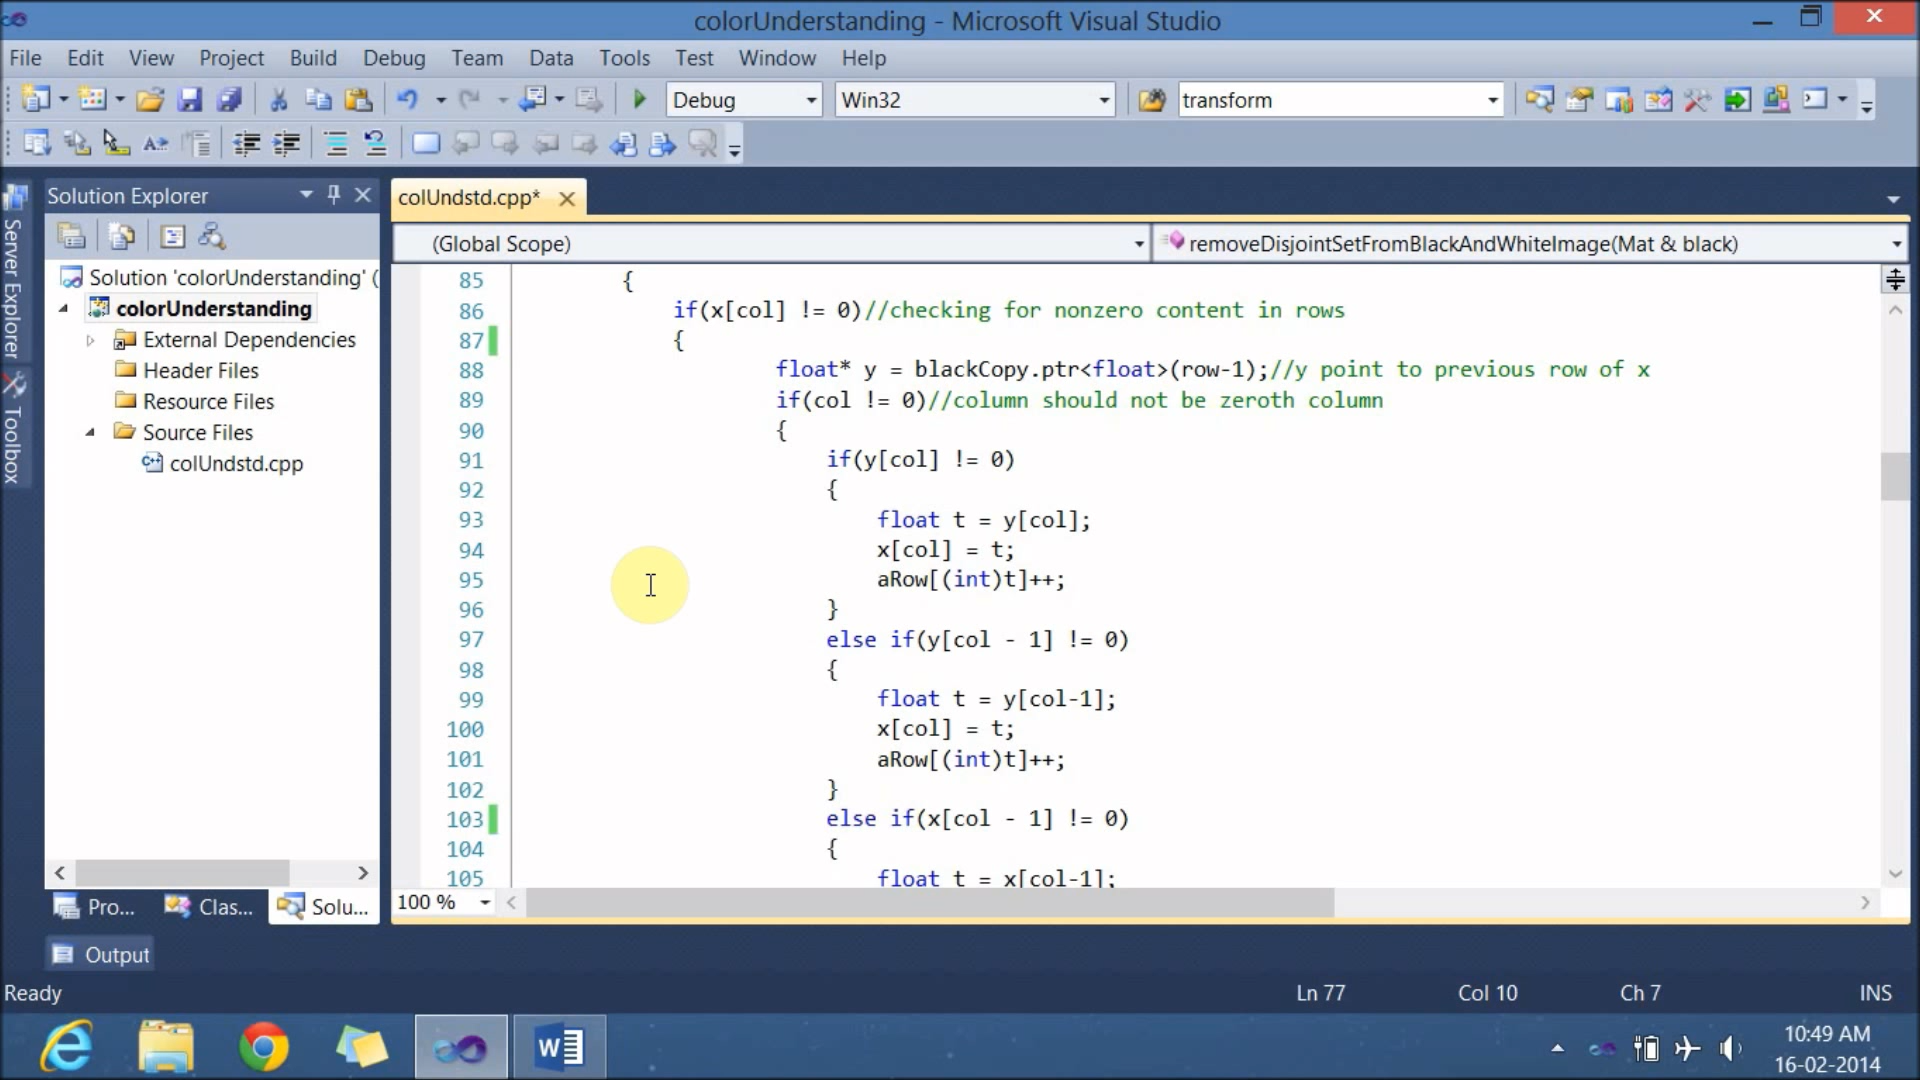 colorUnderstanding - Microsoft Visual Studio
File Edit View Project Build Debug Team Data Tools Test Window Help
Debug Win32 transform
Server Explorer
Toolbox
Solution Explorer
Solution 'colorUnderstanding' (
colorUnderstanding
External Dependencies
Header Files
Resource Files
Source Files
colUndstd.cpp
Pro... Clas... Solu...
colUndstd.cpp*
(Global Scope) removeDisjointSetFromBlackAndWhiteImage(Mat & black)
85 {
86 if(x[col] != 0)//checking for nonzero content in rows
87 {
88 float* y = blackCopy.ptr<float>(row-1);//y point to previous row of x
89 if(col != 0)//column should not be zeroth column
90 {
91 if(y[col] != 0)
92 {
93 float t = y[col];
94 x[col] = t;
95 aRow[(int)t]++;
96 }
97 else if(y[col - 1] != 0)
98 {
99 float t = y[col-1];
100 x[col] = t;
101 aRow[(int)t]++;
102 }
103 else if(x[col - 1] != 0)
104 {
105 float t = x[col-1];
100 %
Output
Ready Ln 77 Col 10 Ch 7 INS
10:49 AM
16-02-2014